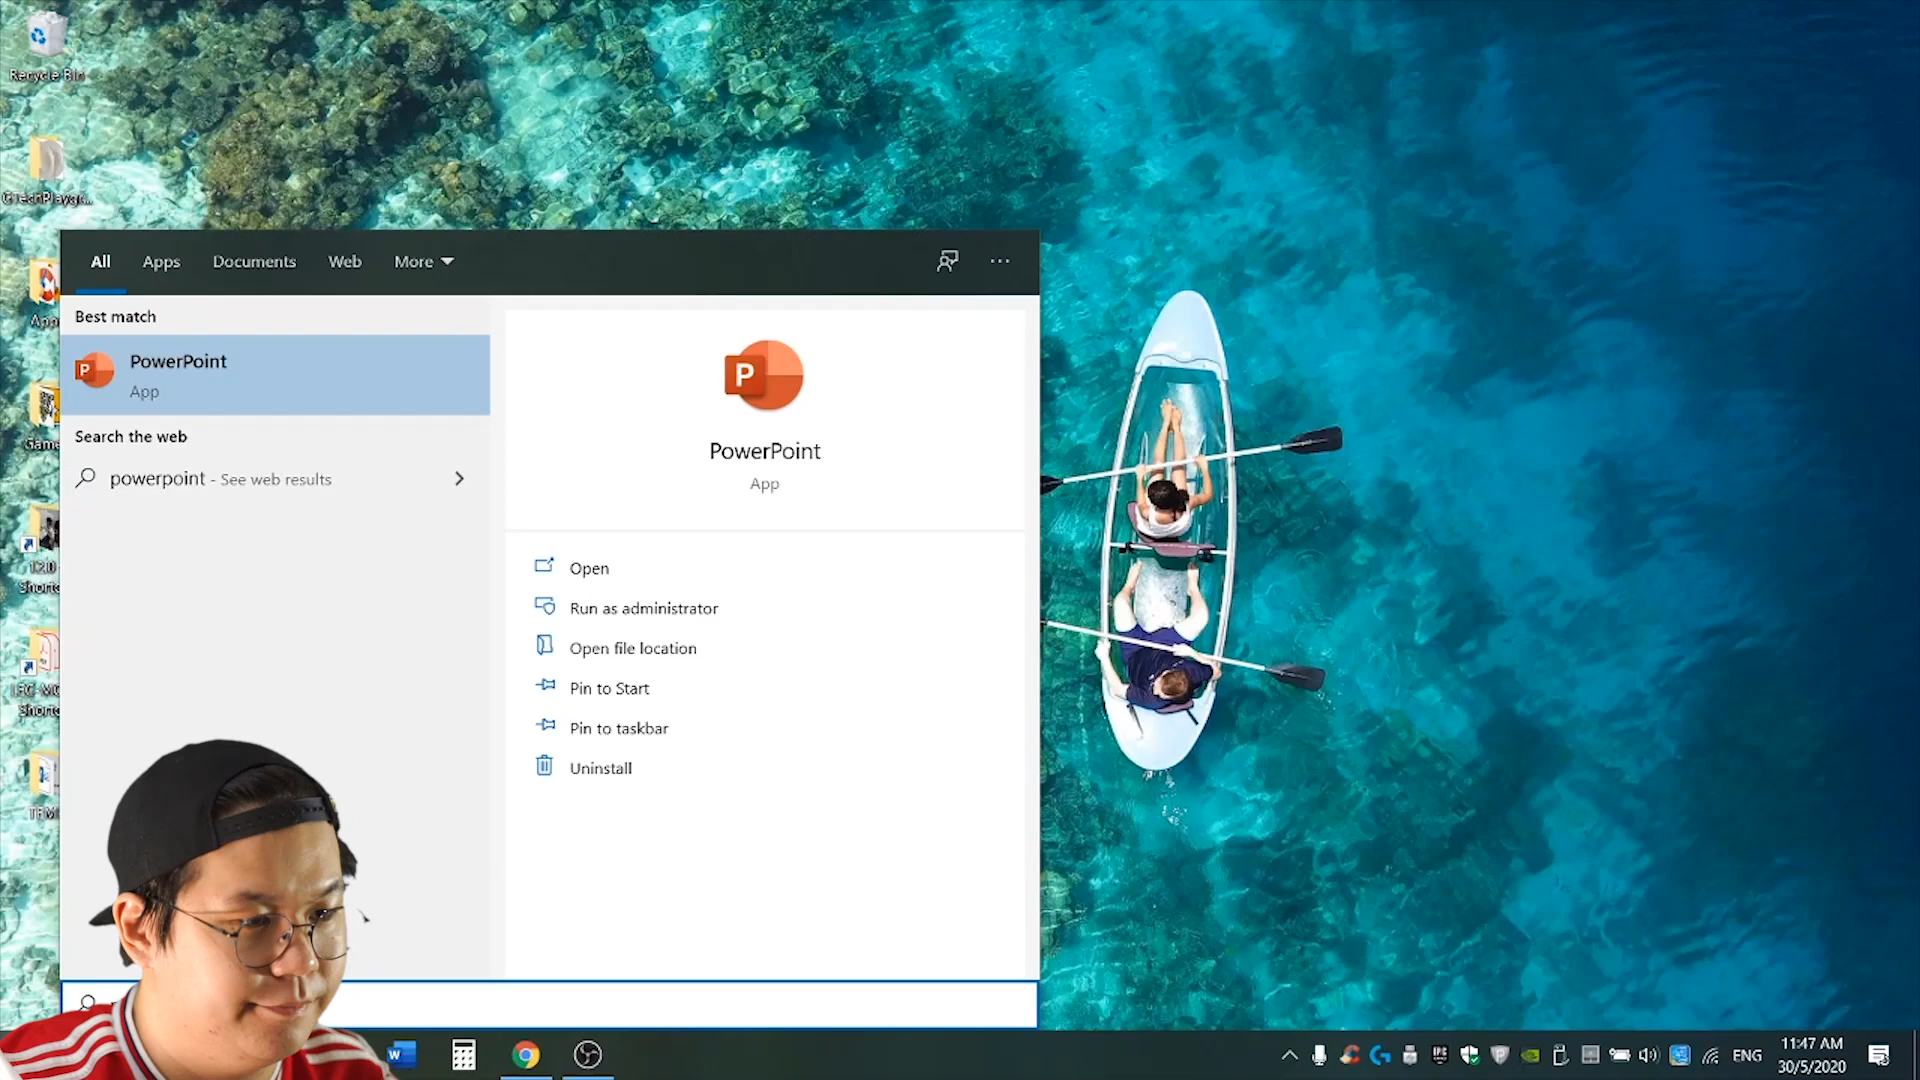 Recycle Bin
GTechPlaygr...
All
Apps
Documents
Web
More
Best match
PowerPoint
App
Search the web
powerpoint - See web results
P
PowerPoint
App
Open
Run as administrator
Open file location
Pin to Start
Pin to taskbar
Uninstall
ENG
11:47 AM
30/5/2020